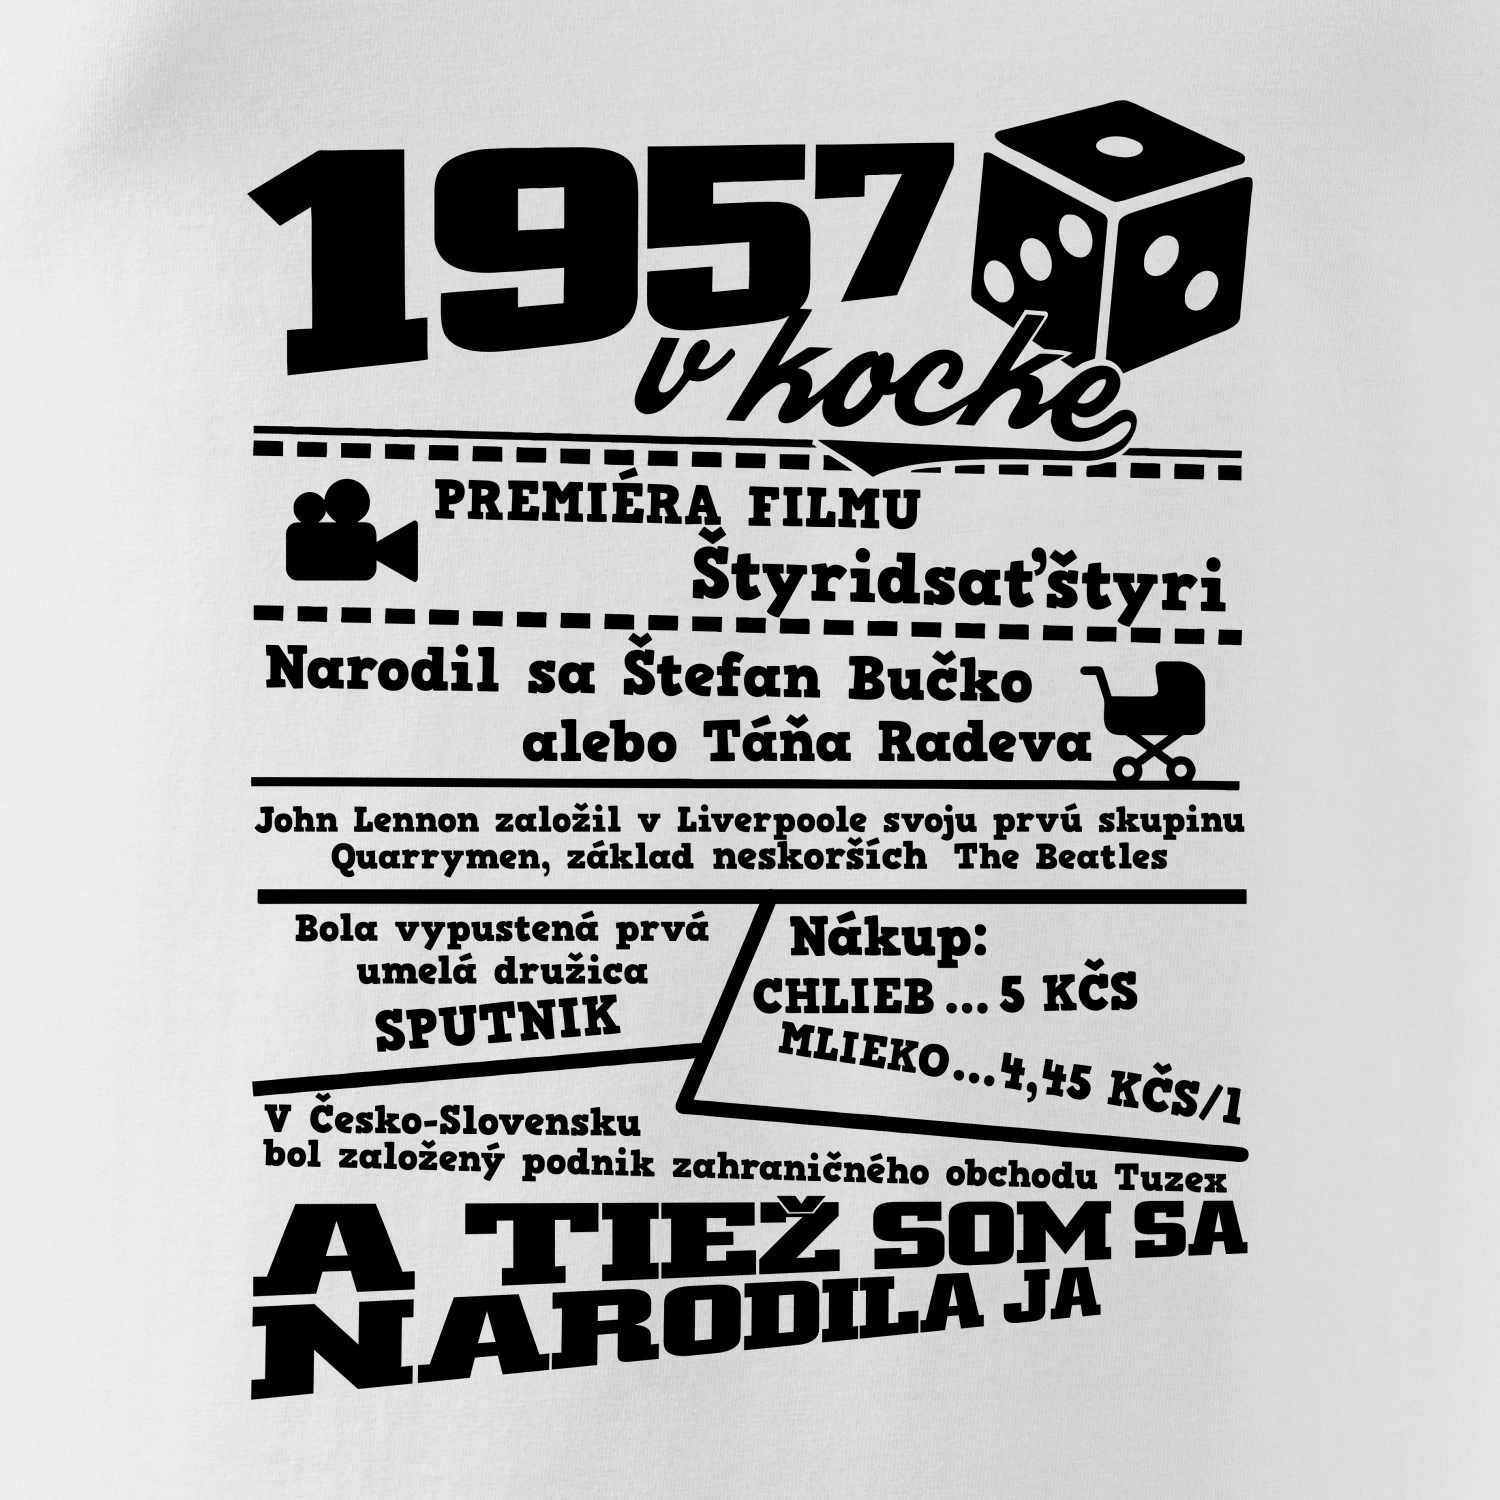 1957
v kocke
PREMIÉRA FILMU
Štyridsaťštyri
Narodil sa Štefan Bučko
alebo Táňa Radeva
John Lennon založil v Liverpoole svoju prvú skupinu
Quarrymen, základ neskorších The Beatles
Bola vypustená prvá
umelá družica
SPUTNIK
Nákup:
CHLIEB... 5 KČS
MLIEKO...4,45 KČS/l
V Česko-Slovensku
bol založený podnik zahraničného obchodu Tuzex
A TIEŽ SOM SA
NARODILA JA